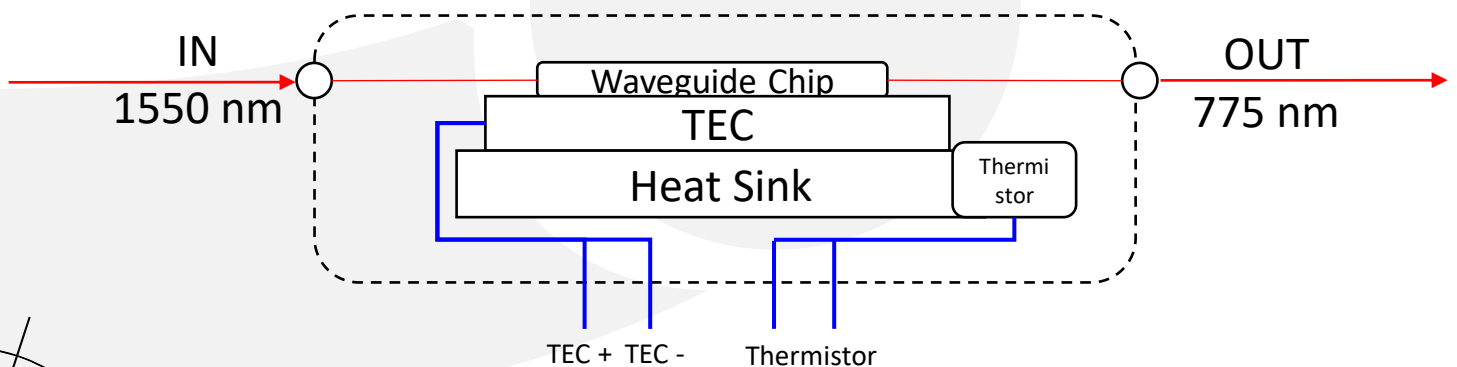 IN
1550 nm
Waveguide Chip
TEC
Heat Sink
Thermi
stor
OUT
775 nm
TEC + TEC -
Thermistor